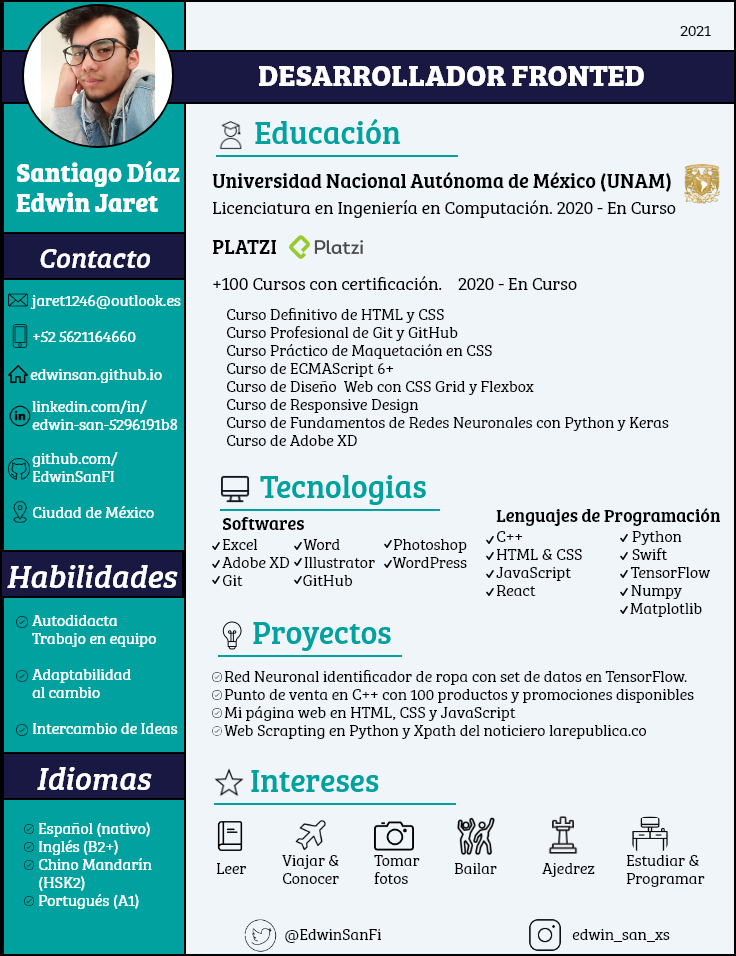 2021
DESARROLLADOR FRONTED
Santiago Díaz
Edwin Jaret
Contacto
jaret1246@outlook.es
+52 5621164660
edwinsan.github.io
in
linkedin.com/in/
edwin-san-5296191b8
github.com/
EdwinSanFI
Ciudad de México
Habilidades
Autodidacta
Trabajo en equipo
Adaptabilidad
al cambio
Intercambio de Ideas
Idiomas
Español (nativo)
Inglés (B2+)
Chino Mandarín
(HSK2)
Portugués (A1)
Educación
Universidad Nacional Autónoma de México (UNAM)
Licenciatura en Ingeniería en Computación. 2020 - En Curso
PLATZI Platzi
+100 Cursos con certificación. 2020 - En Curso
Curso Definitivo de HTML y CSS
Curso Profesional de Git y GitHub
Curso Práctico de Maquetación en CSS
Curso de ECMAScript 6+
Curso de Diseño Web con CSS Grid y Flexbox
Curso de Responsive Design
Curso de Fundamentos de Redes Neuronales con Python y Keras
Curso de Adobe XD
Tecnologias
Softwares
Excel Word Photoshop
Adobe XD Illustrator WordPress
Git GitHub
Lenguajes de Programación
C++ Python
HTML & CSS Swift
JavaScript TensorFlow
React Numpy
Matplotlib
Proyectos
Red Neuronal identificador de ropa con set de datos en TensorFlow.
Punto de venta en C++ con 100 productos y promociones disponibles
Mi página web en HTML, CSS y JavaScript
Web Scrapting en Python y Xpath del noticiero larepublica.co
Intereses
Leer
Viajar &
Conocer
Tomar
fotos
Bailar
Ajedrez
Estudiar &
Programar
@EdwinSanFi
edwin_san_xs